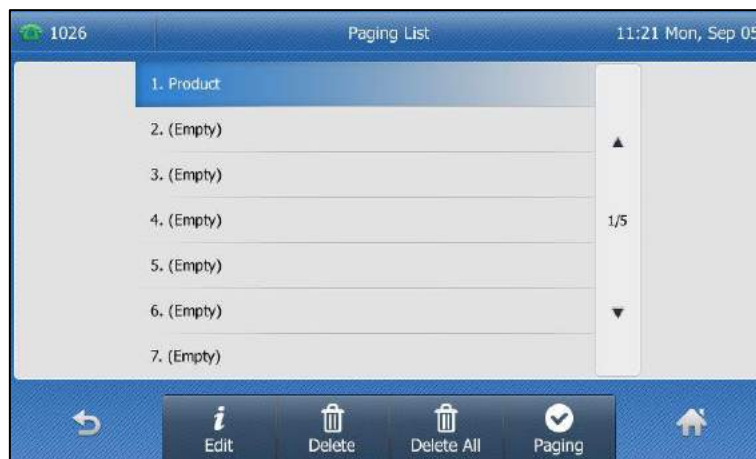 1026 Paging List 11:21 Mon, Sep 05
1. Product
2. (Empty)
3. (Empty)
4. (Empty)
1/5
5. (Empty)
6. (Empty)
7. (Empty)
Edit Delete Delete All Paging